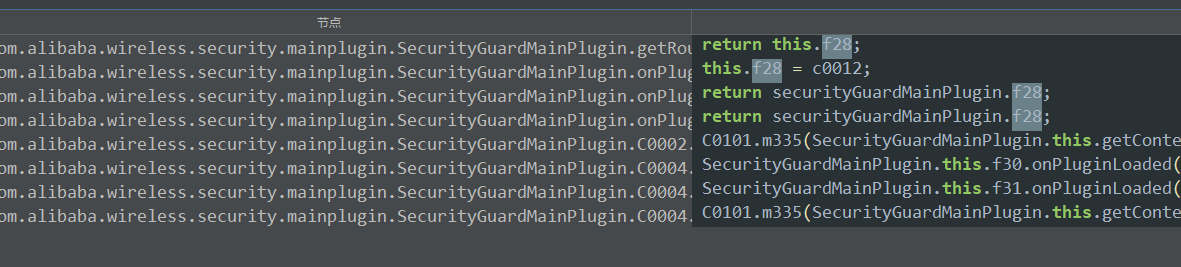 节点
om.alibaba.wireless.security.mainplugin.SecurityGuardMainPlugin.getRou
return this.f28;
om.alibaba.wireless.security.mainplugin.SecurityGuardMainPlugin.onPlug
this.f28 = c0012;
om.alibaba.wireless.security.mainplugin.SecurityGuardMainPlugin.onPlug
return securityGuardMainPlugin.f28;
om.alibaba.wireless.security.mainplugin.SecurityGuardMainPlugin.onPlug
return securityGuardMainPlugin.f28;
om.alibaba.wireless.security.mainplugin.SecurityGuardMainPlugin.C0002.
C0101.m335(SecurityGuardMainPlugin.this.getConte
om.alibaba.wireless.security.mainplugin.SecurityGuardMainPlugin.C0004.
SecurityGuardMainPlugin.this.f30.onPluginLoaded(
om.alibaba.wireless.security.mainplugin.SecurityGuardMainPlugin.C0004.
SecurityGuardMainPlugin.this.f31.onPluginLoaded(
om.alibaba.wireless.security.mainplugin.SecurityGuardMainPlugin.C0004.
C0101.m335(SecurityGuardMainPlugin.this.getConte